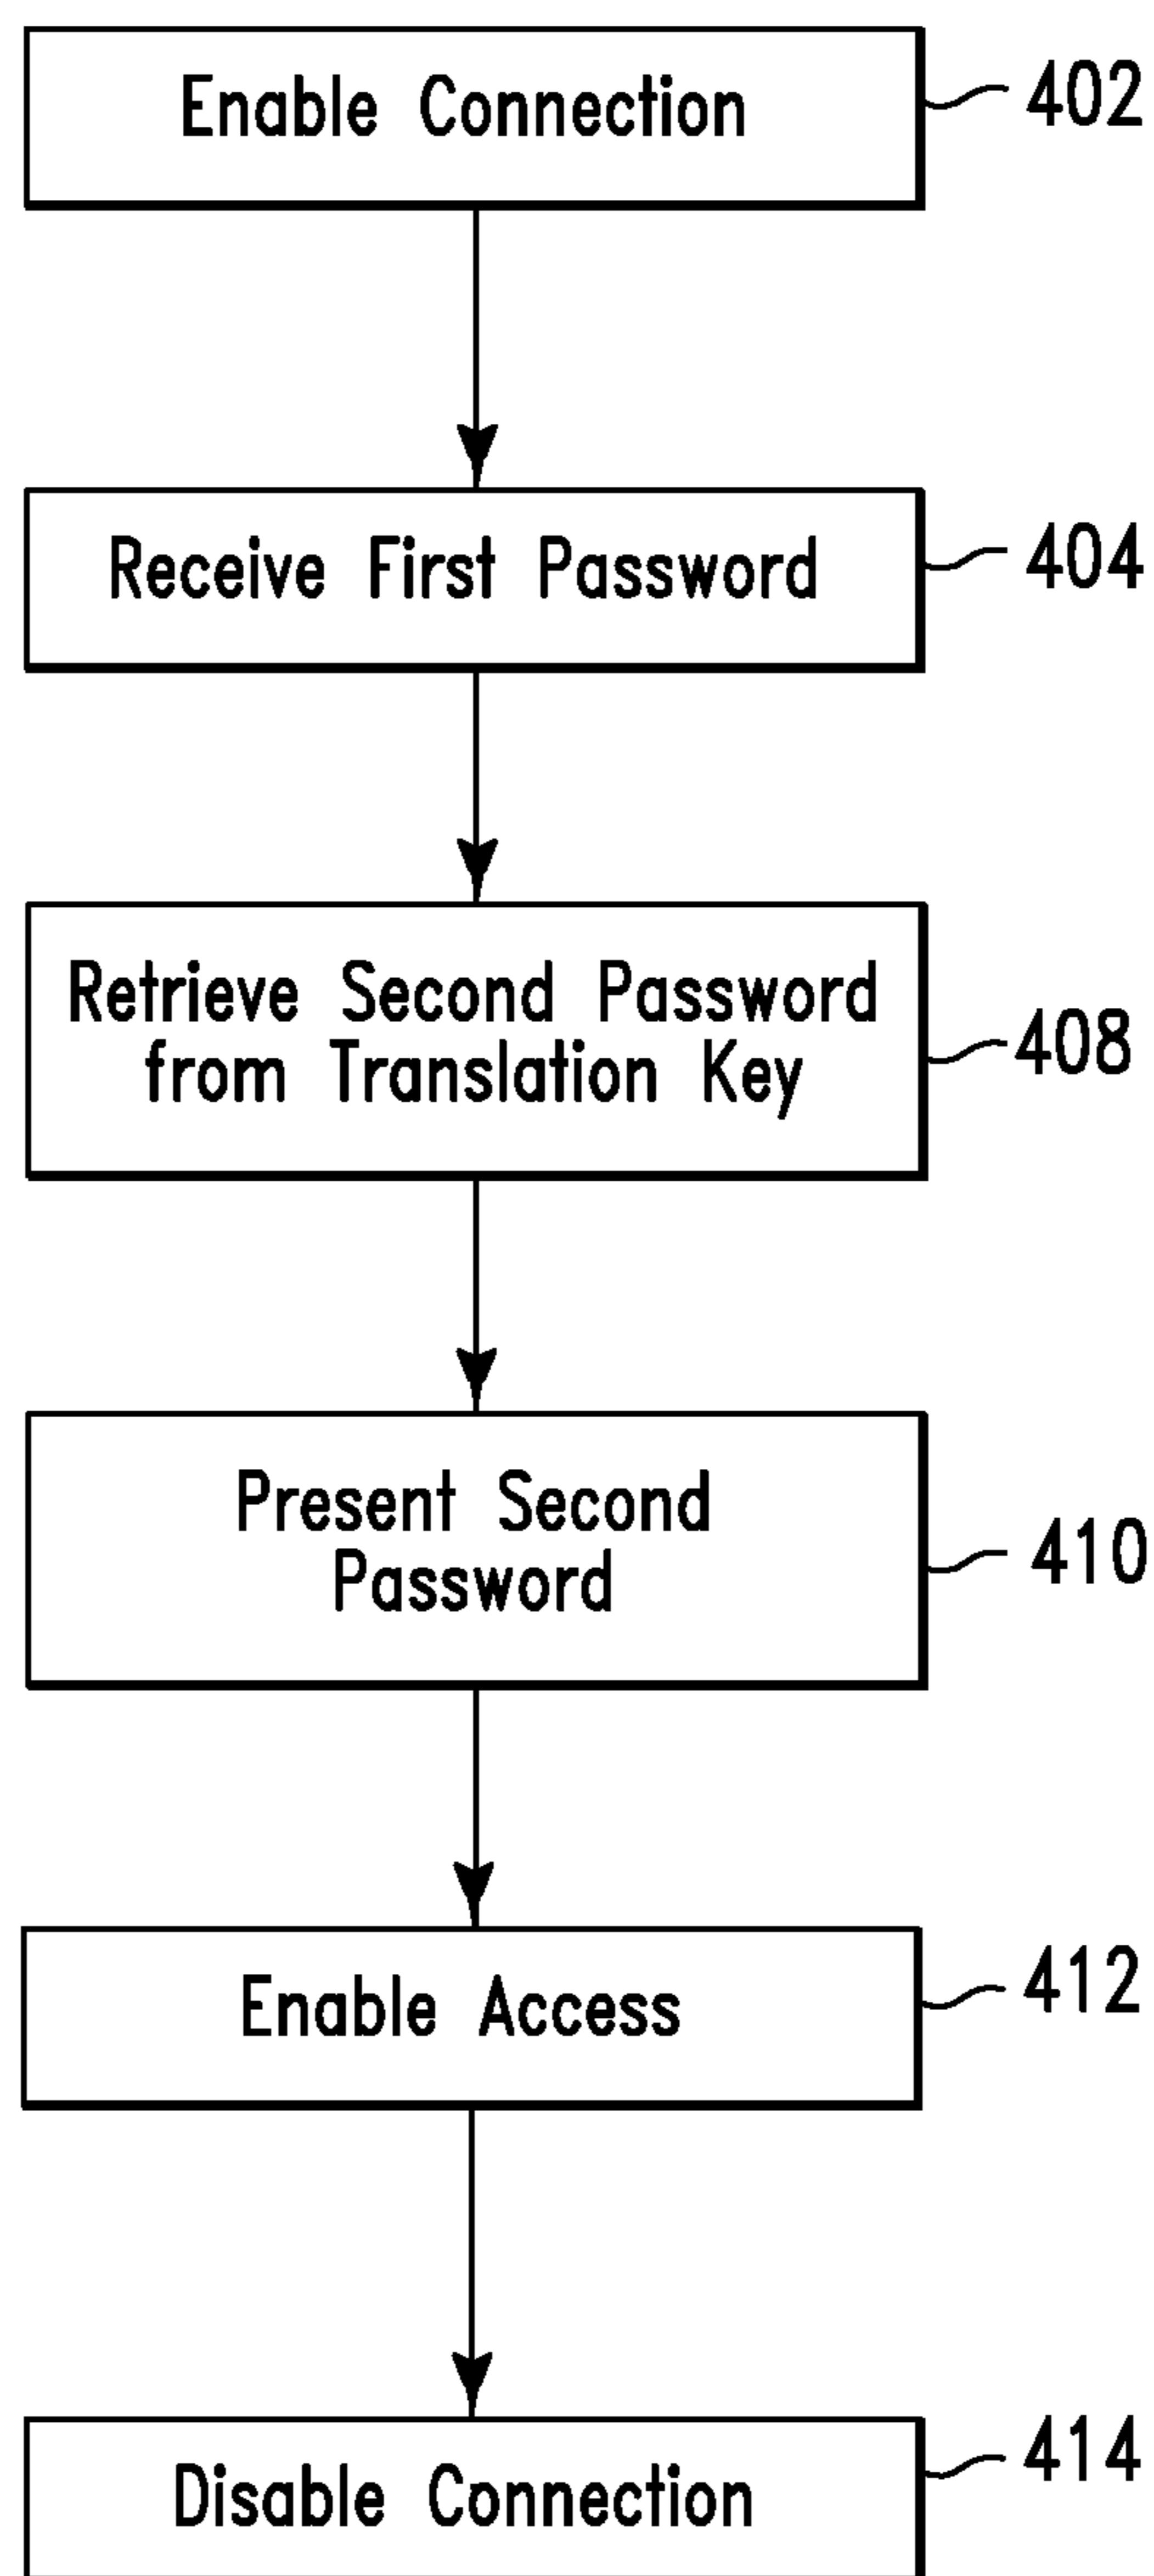 Enable Connection
402
Receive First Password
404
Retrieve Second Password
from Translation Key
408
Present Second
Password
410
Enable Access
412
Disable Connection
414